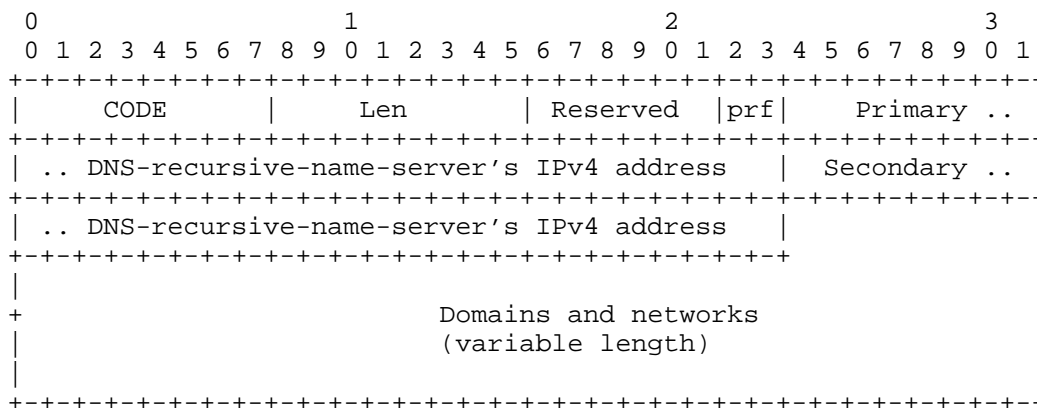 0                   1                   2                   3
 0 1 2 3 4 5 6 7 8 9 0 1 2 3 4 5 6 7 8 9 0 1 2 3 4 5 6 7 8 9 0 1
+-+-+-+-+-+-+-+-+-+-+-+-+-+-+-+-+-+-+-+-+-+-+-+-+-+-+-+-+-+-+-+-
|     CODE      |     Len       | Reserved  |prf|    Primary ..
+-+-+-+-+-+-+-+-+-+-+-+-+-+-+-+-+-+-+-+-+-+-+-+-+-+-+-+-+-+-+-+-
| .. DNS-recursive-name-server’s IPv4 address   |  Secondary ..
+-+-+-+-+-+-+-+-+-+-+-+-+-+-+-+-+-+-+-+-+-+-+-+-+-+-+-+-+-+-+-+-
| .. DNS-recursive-name-server’s IPv4 address   |
+-+-+-+-+-+-+-+-+-+-+-+-+-+-+-+-+-+-+-+-+-+-+-+-+
|
+                          Domains and networks
|                          (variable length)
|
+-+-+-+-+-+-+-+-+-+-+-+-+-+-+-+-+-+-+-+-+-+-+-+-+-+-+-+-+-+-+-+-